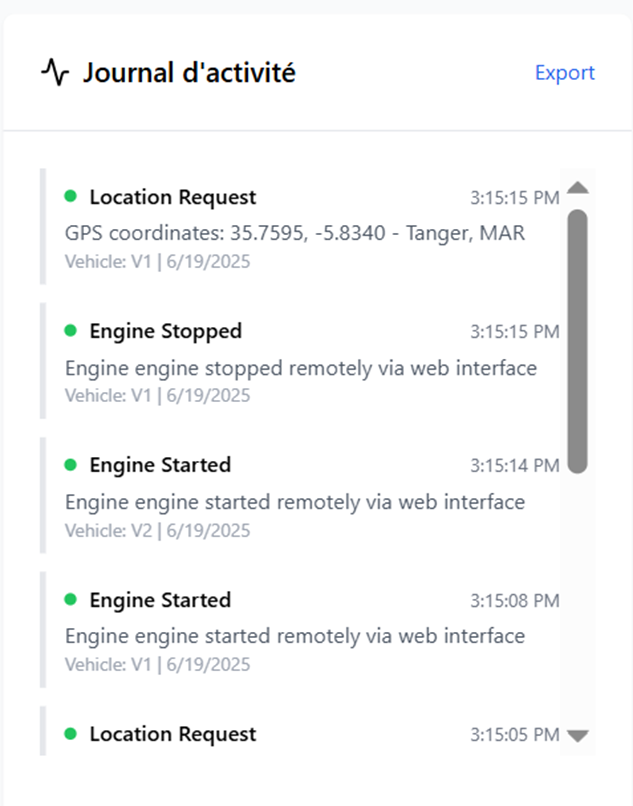 Journal d'activité
Export
Location Request 3:15:15 PM
GPS coordinates: 35.7595, -5.8340 - Tanger, MAR
Vehicle: V1 | 6/19/2025
Engine Stopped 3:15:15 PM
Engine engine stopped remotely via web interface
Vehicle: V1 | 6/19/2025
Engine Started 3:15:14 PM
Engine engine started remotely via web interface
Vehicle: V2 | 6/19/2025
Engine Started 3:15:08 PM
Engine engine started remotely via web interface
Vehicle: V1 | 6/19/2025
Location Request 3:15:05 PM